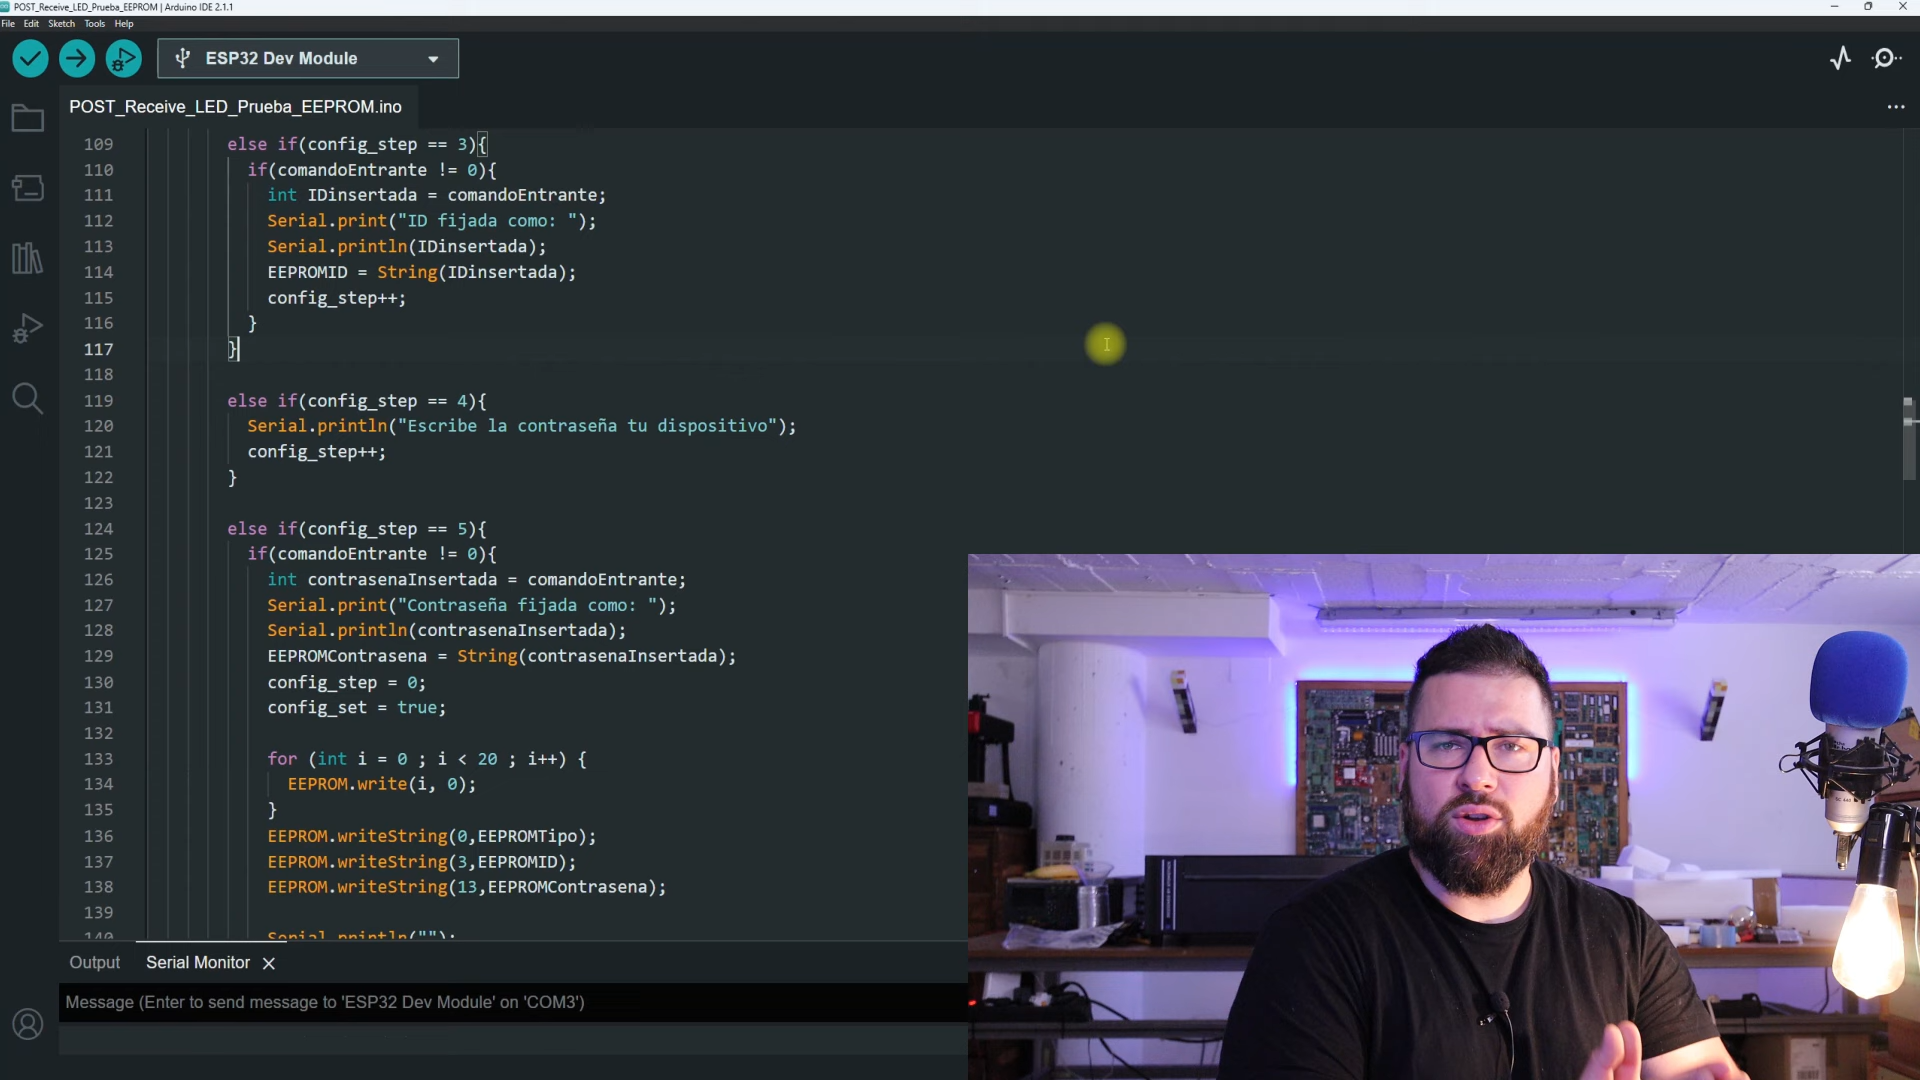 POST_Receive_LED_Prueba_EEPROM | Arduino IDE 2.1.1
File Edit Sketch Tools Help
ESP32 Dev Module
POST_Receive_LED_Prueba_EEPROM.ino
109 else if(config_step == 3){
110 if(comandoEntrante != 0){
111 int IDinsertada = comandoEntrante;
112 Serial.print("ID fijada como: ");
113 Serial.println(IDinsertada);
114 EEPROMID = String(IDinsertada);
115 config_step++;
116 }
117 }
118
119 else if(config_step == 4){
120 Serial.println("Escribe la contraseña tu dispositivo");
121 config_step++;
122 }
123
124 else if(config_step == 5){
125 if(comandoEntrante != 0){
126 int contrasenaInsertada = comandoEntrante;
127 Serial.print("Contraseña fijada como: ");
128 Serial.println(contrasenaInsertada);
129 EEPROMContrasena = String(contrasenaInsertada);
130 config_step = 0;
131 config_set = true;
132
133 for (int i = 0 ; i < 20 ; i++) {
134 EEPROM.write(i, 0);
135 }
136 EEPROM.writeString(0,EEPROMTipo);
137 EEPROM.writeString(3,EEPROMID);
138 EEPROM.writeString(13,EEPROMContrasena);
139
140 Serial.println("");
Output Serial Monitor
Message (Enter to send message to 'ESP32 Dev Module' on 'COM3')